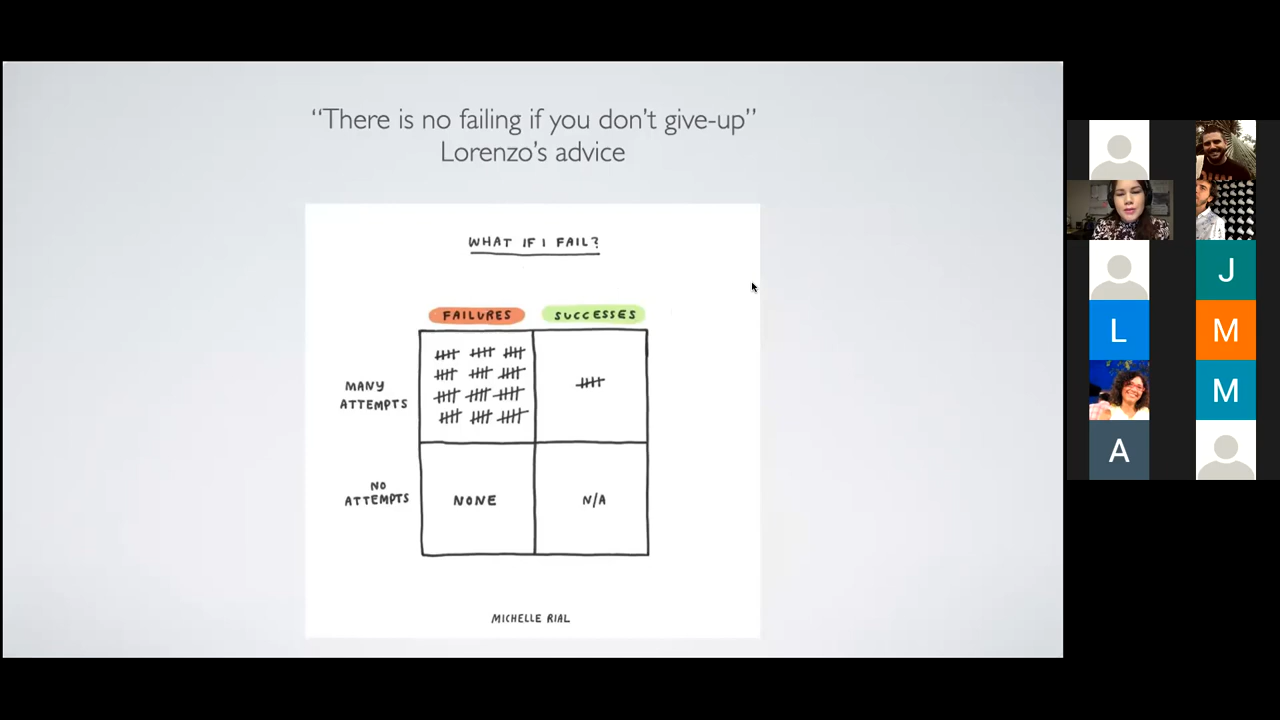 “There is no failing if you don’t give-up”
Lorenzo’s advice
WHAT IF I FAIL?
FAILURES SUCCESSES
MANY
ATTEMPTS
NO
ATTEMPTS
NONE N/A
MICHELLE RIAL
J
L M
M
A